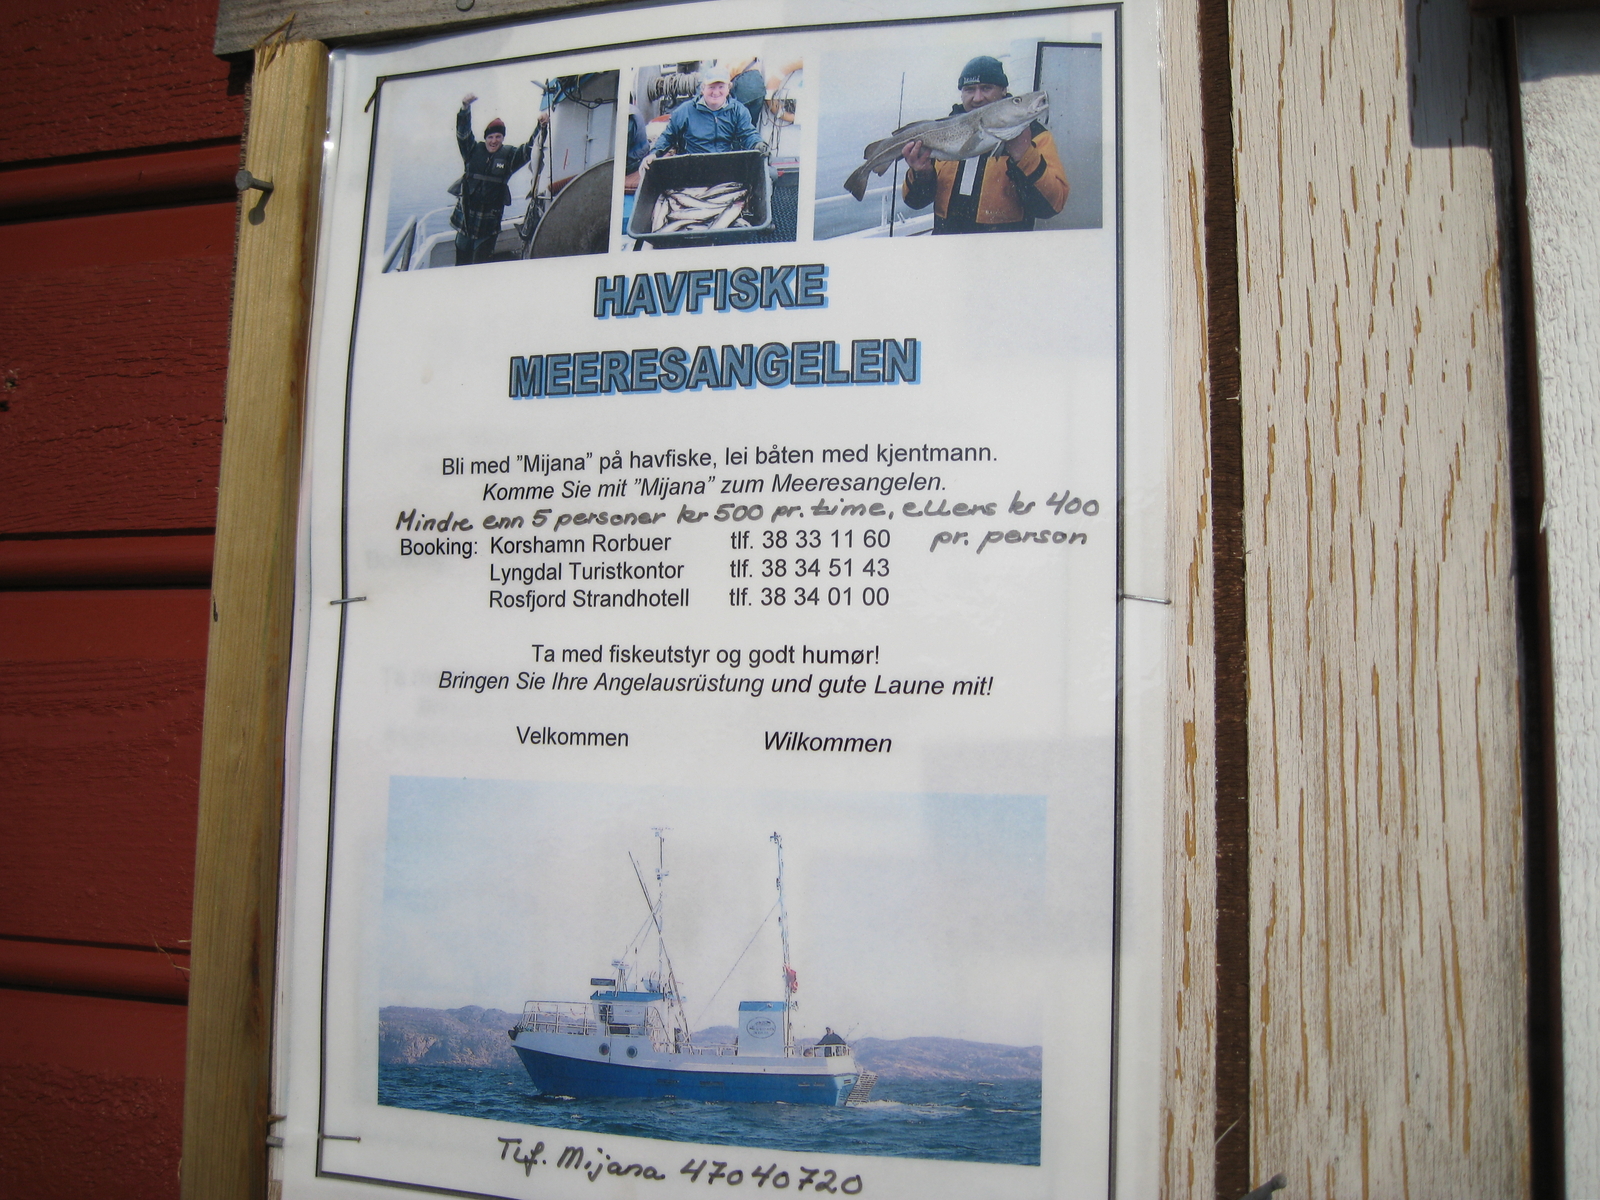 HAVFISKE
MEERESANGELEN
Bli med ”Mijana” på havfiske, lei båten med kjentmann.
Komme Sie mit ”Mijana” zum Meeresangelen.
Mindre enn 5 personer kr 500 pr. time, ellers kr 400
pr. person
Booking: Korshamn Rorbuer tlf. 38 33 11 60
Lyngdal Turistkontor tlf. 38 34 51 43
Rosfjord Strandhotell tlf. 38 34 01 00
Ta med fiskeutstyr og godt humør!
Bringen Sie Ihre Angelausrüstung und gute Laune mit!
Velkommen Wilkommen
Tlf. Mijana 47040720